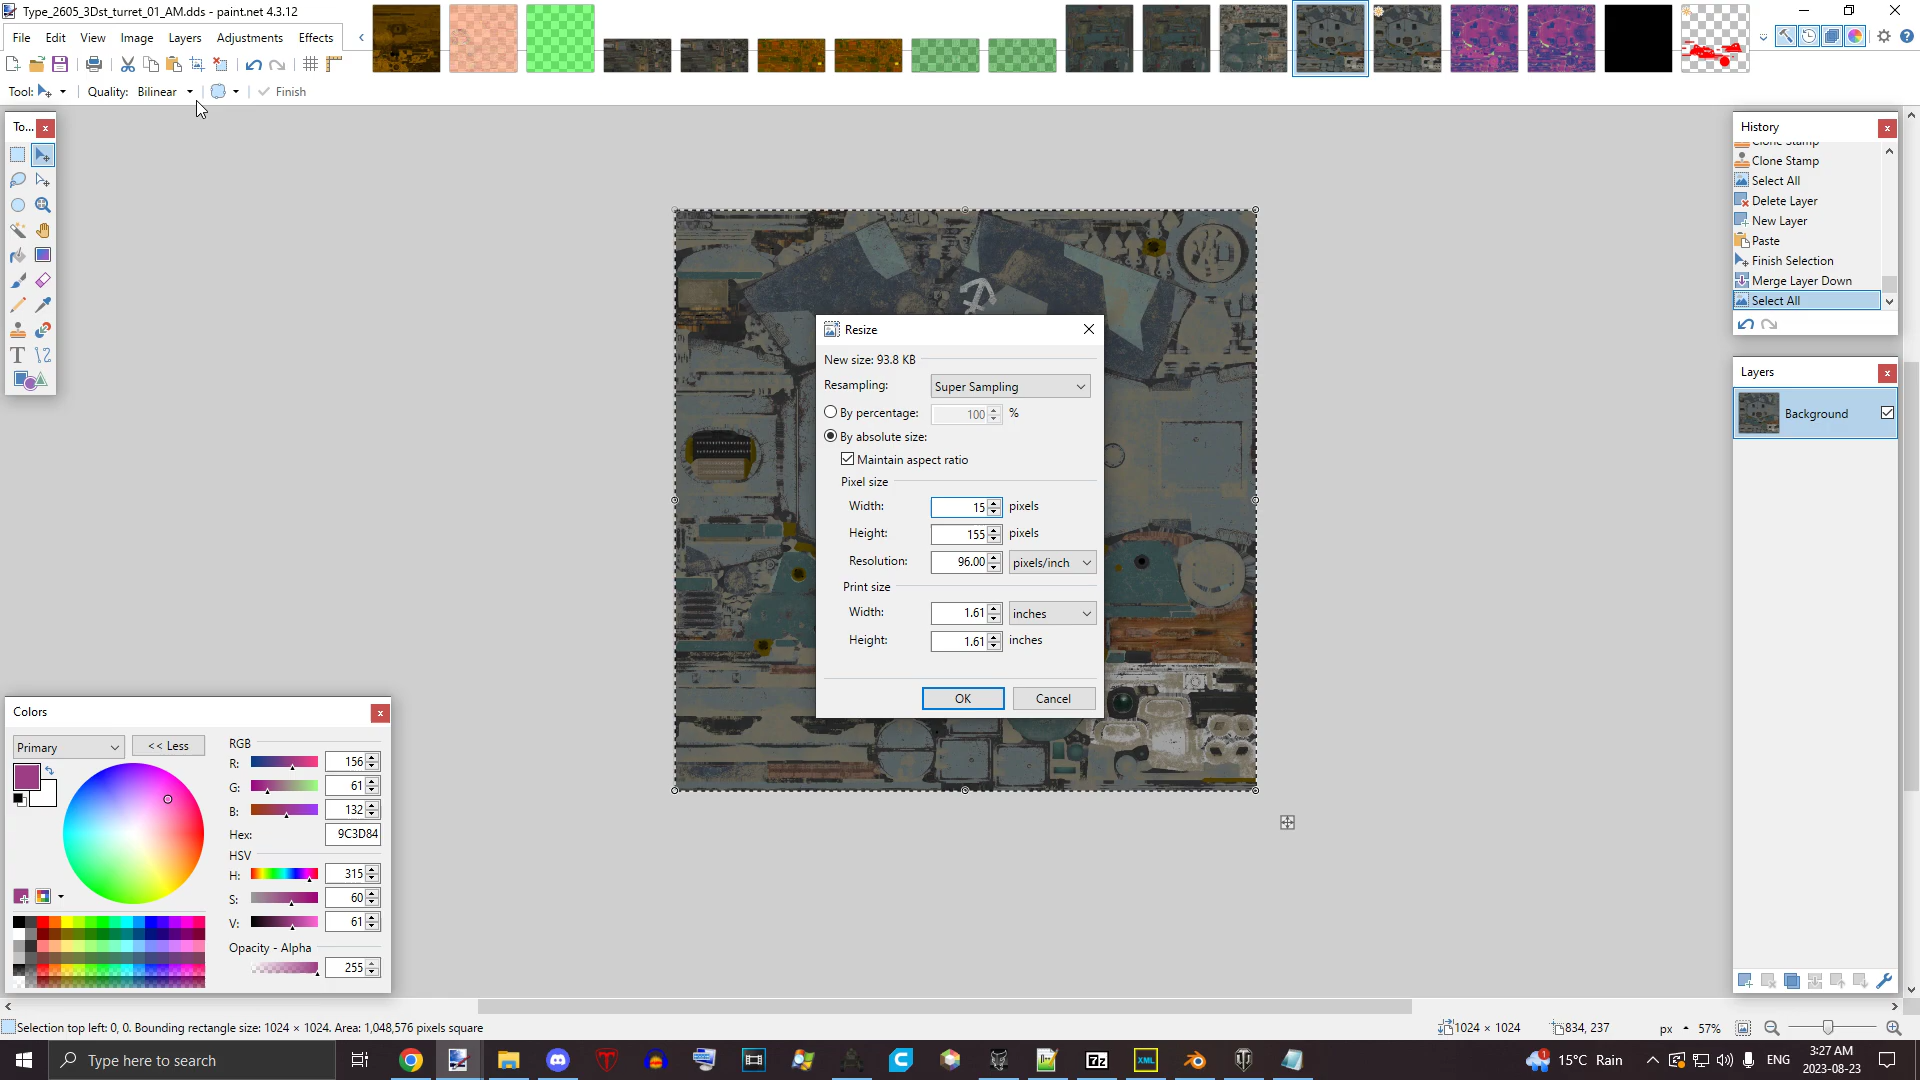 Type_2605_3Dst_turret_01_AM.dds - paint.net 4.3.12
File Edit View Image Layers Adjustments Effects
Tool: Quality: Bilinear Finish
To...
History
Clone Stamp
Clone Stamp
Select All
Delete Layer
New Layer
Paste
Finish Selection
Merge Layer Down
Select All
Layers
Background
Resize
New size: 93.8 KB
Resampling: Super Sampling
By percentage: 100 %
By absolute size:
Maintain aspect ratio
Pixel size
Width: 15 pixels
Height: 155 pixels
Resolution: 96.00 pixels/inch
Print size
Width: 1.61 inches
Height: 1.61 inches
OK Cancel
Colors
Primary << Less
RGB
R: 156
G: 61
B: 132
Hex: 9C3D84
HSV
H: 315
S: 60
V: 61
Opacity - Alpha
255
Selection top left: 0, 0. Bounding rectangle size: 1024 × 1024. Area: 1,048,576 pixels square
1024 × 1024 834, 237 px 57%
Type here to search
7z XML
1 15°C Rain ENG 3:27 AM
2023-08-23